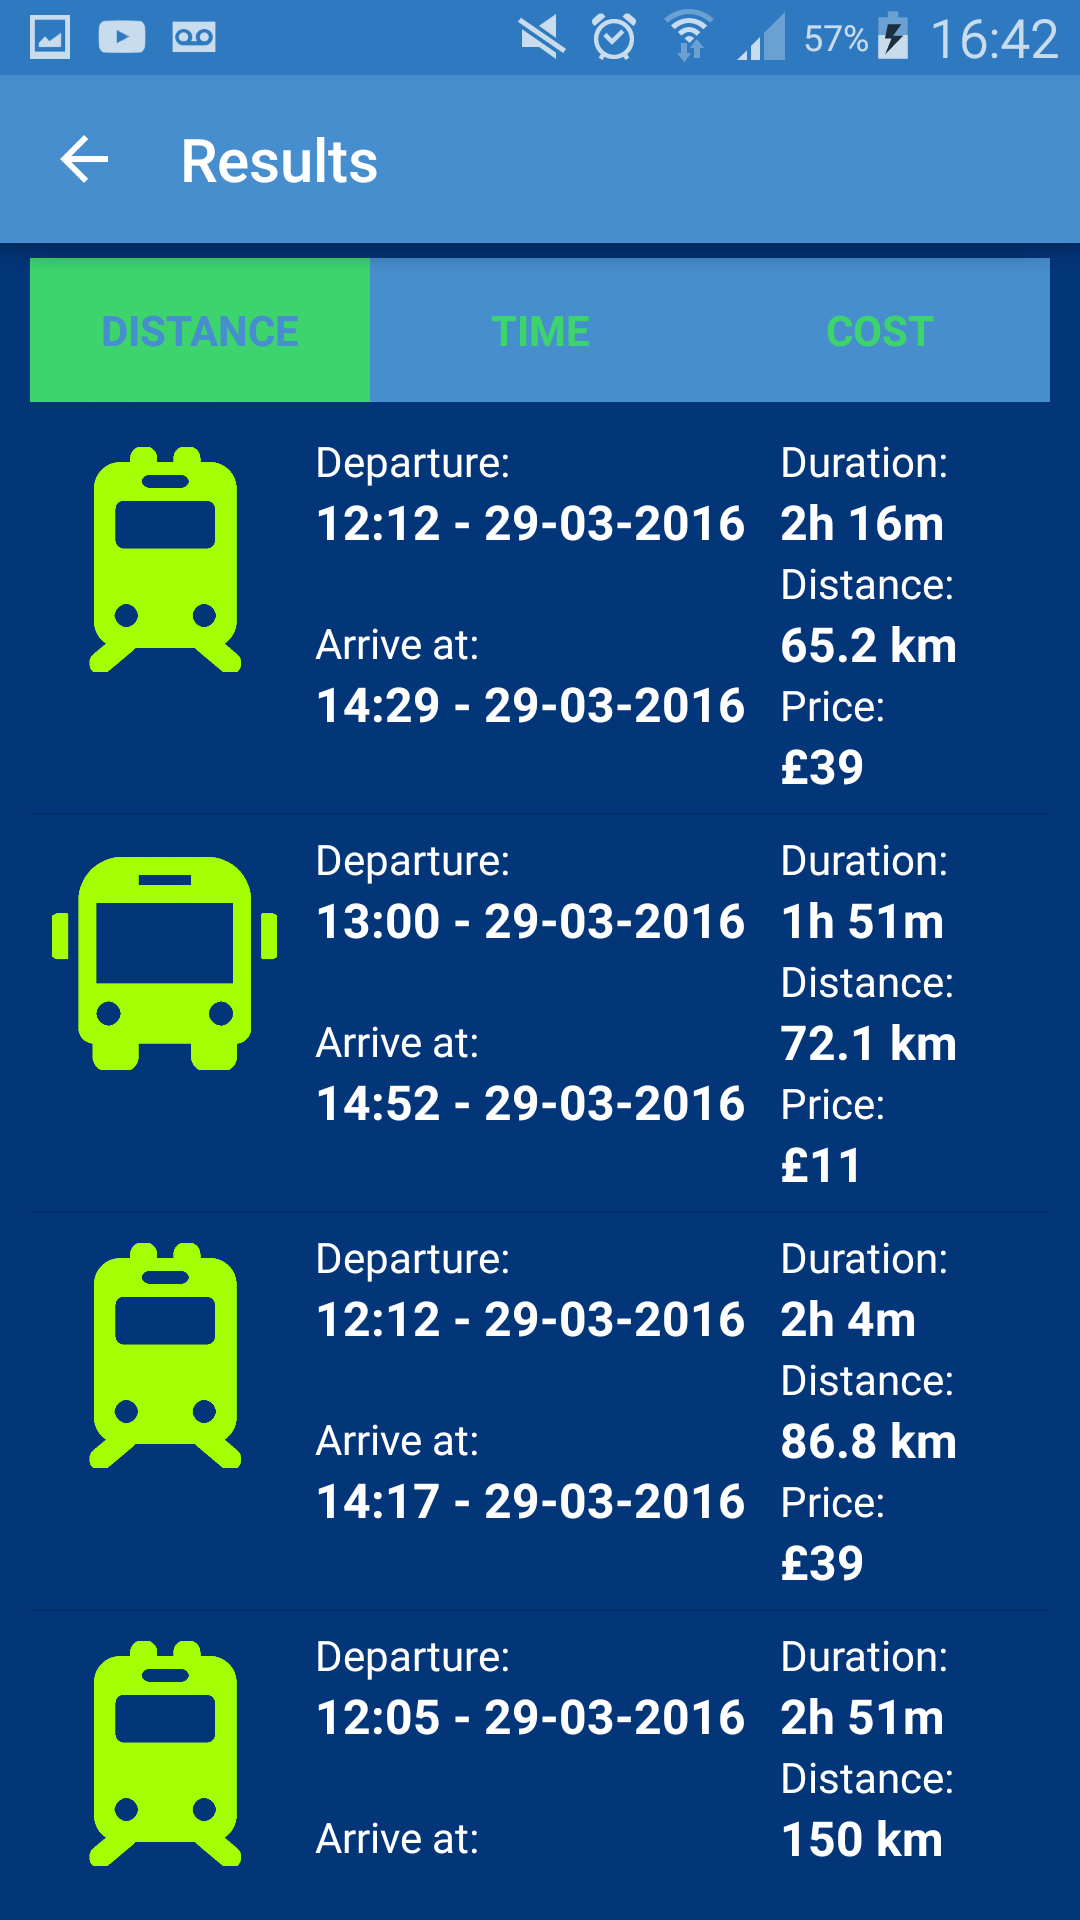 57% 16:42
Results
DISTANCE TIME COST
Departure: Duration:
12:12 - 29-03-2016 2h 16m
Distance:
Arrive at: 65.2 km
14:29 - 29-03-2016 Price:
£39
Departure: Duration:
13:00 - 29-03-2016 1h 51m
Distance:
Arrive at: 72.1 km
14:52 - 29-03-2016 Price:
£11
Departure: Duration:
12:12 - 29-03-2016 2h 4m
Distance:
Arrive at: 86.8 km
14:17 - 29-03-2016 Price:
£39
Departure: Duration:
12:05 - 29-03-2016 2h 51m
Distance:
Arrive at: 150 km